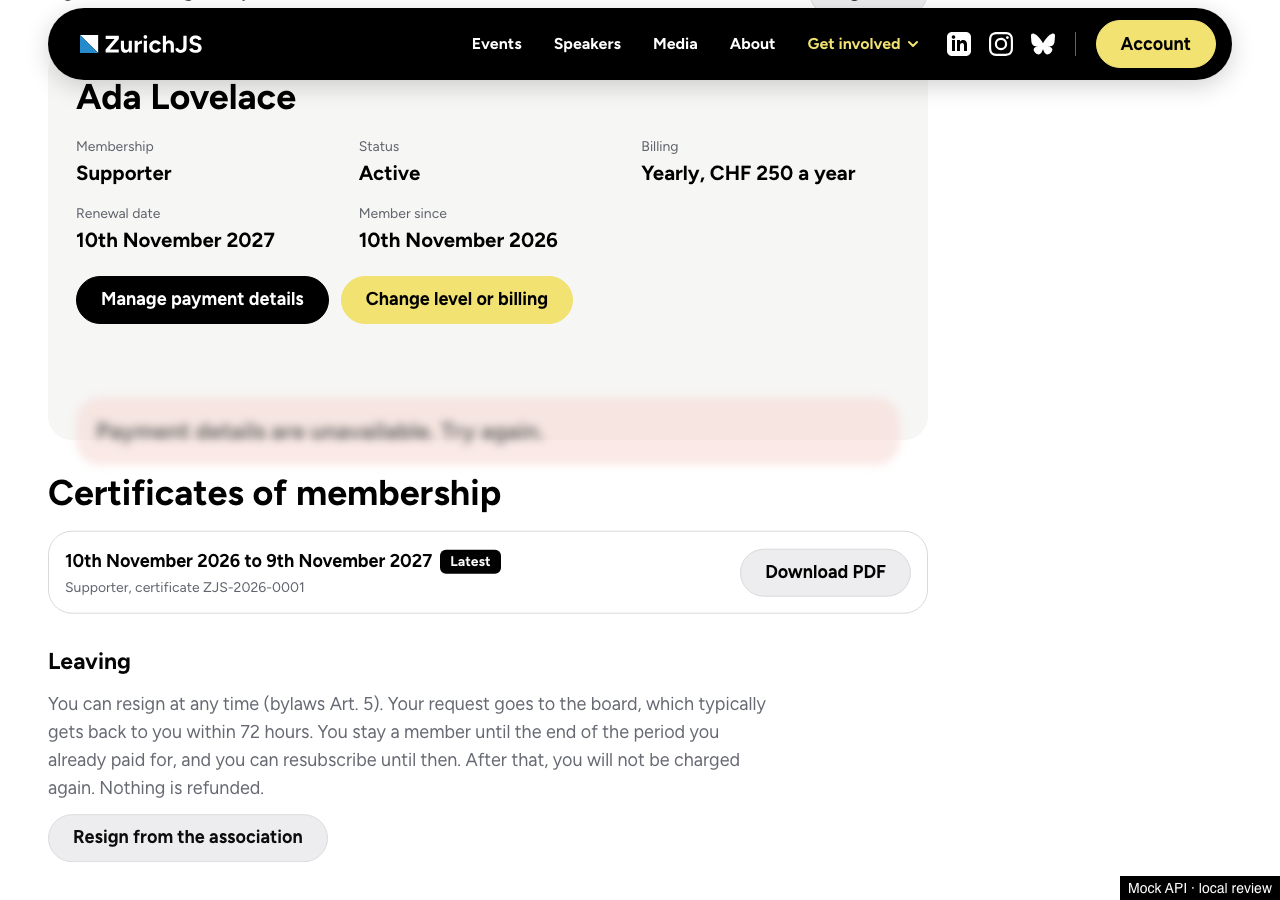 ZurichJS
Events
Speakers
Media
About
Get involved
Account
Ada Lovelace
Membership
Supporter
Status
Active
Billing
Yearly, CHF 250 a year
Renewal date
10th November 2027
Member since
10th November 2026
Manage payment details
Change level or billing
Payment details are unavailable. Try again.
Certificates of membership
10th November 2026 to 9th November 2027
Latest
Supporter, certificate ZJS-2026-0001
Download PDF
Leaving
You can resign at any time (bylaws Art. 5). Your request goes to the board, which typically
gets back to you within 72 hours. You stay a member until the end of the period you
already paid for, and you can resubscribe until then. After that, you will not be charged
again. Nothing is refunded.
Resign from the association
Mock API · local review